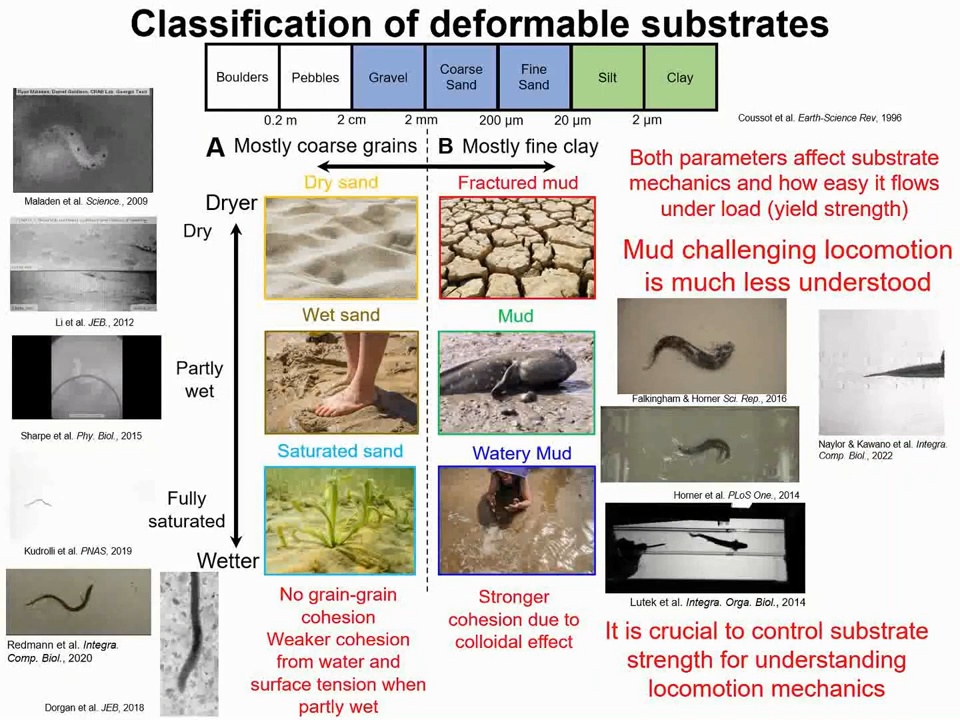 Classification of deformable substrates
Boulders
Pebbles
Gravel
Coarse
Sand
Fine
Sand
Silt
Clay
0.2 m
2 cm
2 mm
200 µm
20 µm
2 µm
Coussot et al. Earth-Science Rev, 1996
A Mostly coarse grains
B Mostly fine clay
Dryer
Dry
Partly
wet
Fully
saturated
Wetter
Dry sand
Fractured mud
Wet sand
Mud
Saturated sand
Watery Mud
No grain-grain
cohesion
Weaker cohesion
from water and
surface tension when
partly wet
Stronger
cohesion due to
colloidal effect
Both parameters affect substrate
mechanics and how easy it flows
under load (yield strength)
Mud challenging locomotion
is much less understood
Maladen et al. Science., 2009
Li et al. JEB., 2012
Sharpe et al. Phy. Biol., 2015
Kudrolli et al. PNAS, 2019
Redmann et al. Integra.
Comp. Biol., 2020
Dorgan et al. JEB, 2018
Falkingham & Horner Sci. Rep., 2016
Naylor & Kawano et al. Integra.
Comp. Biol., 2022
Horner et al. PLoS One., 2014
Lutek et al. Integra. Orga. Biol., 2014
It is crucial to control substrate
strength for understanding
locomotion mechanics